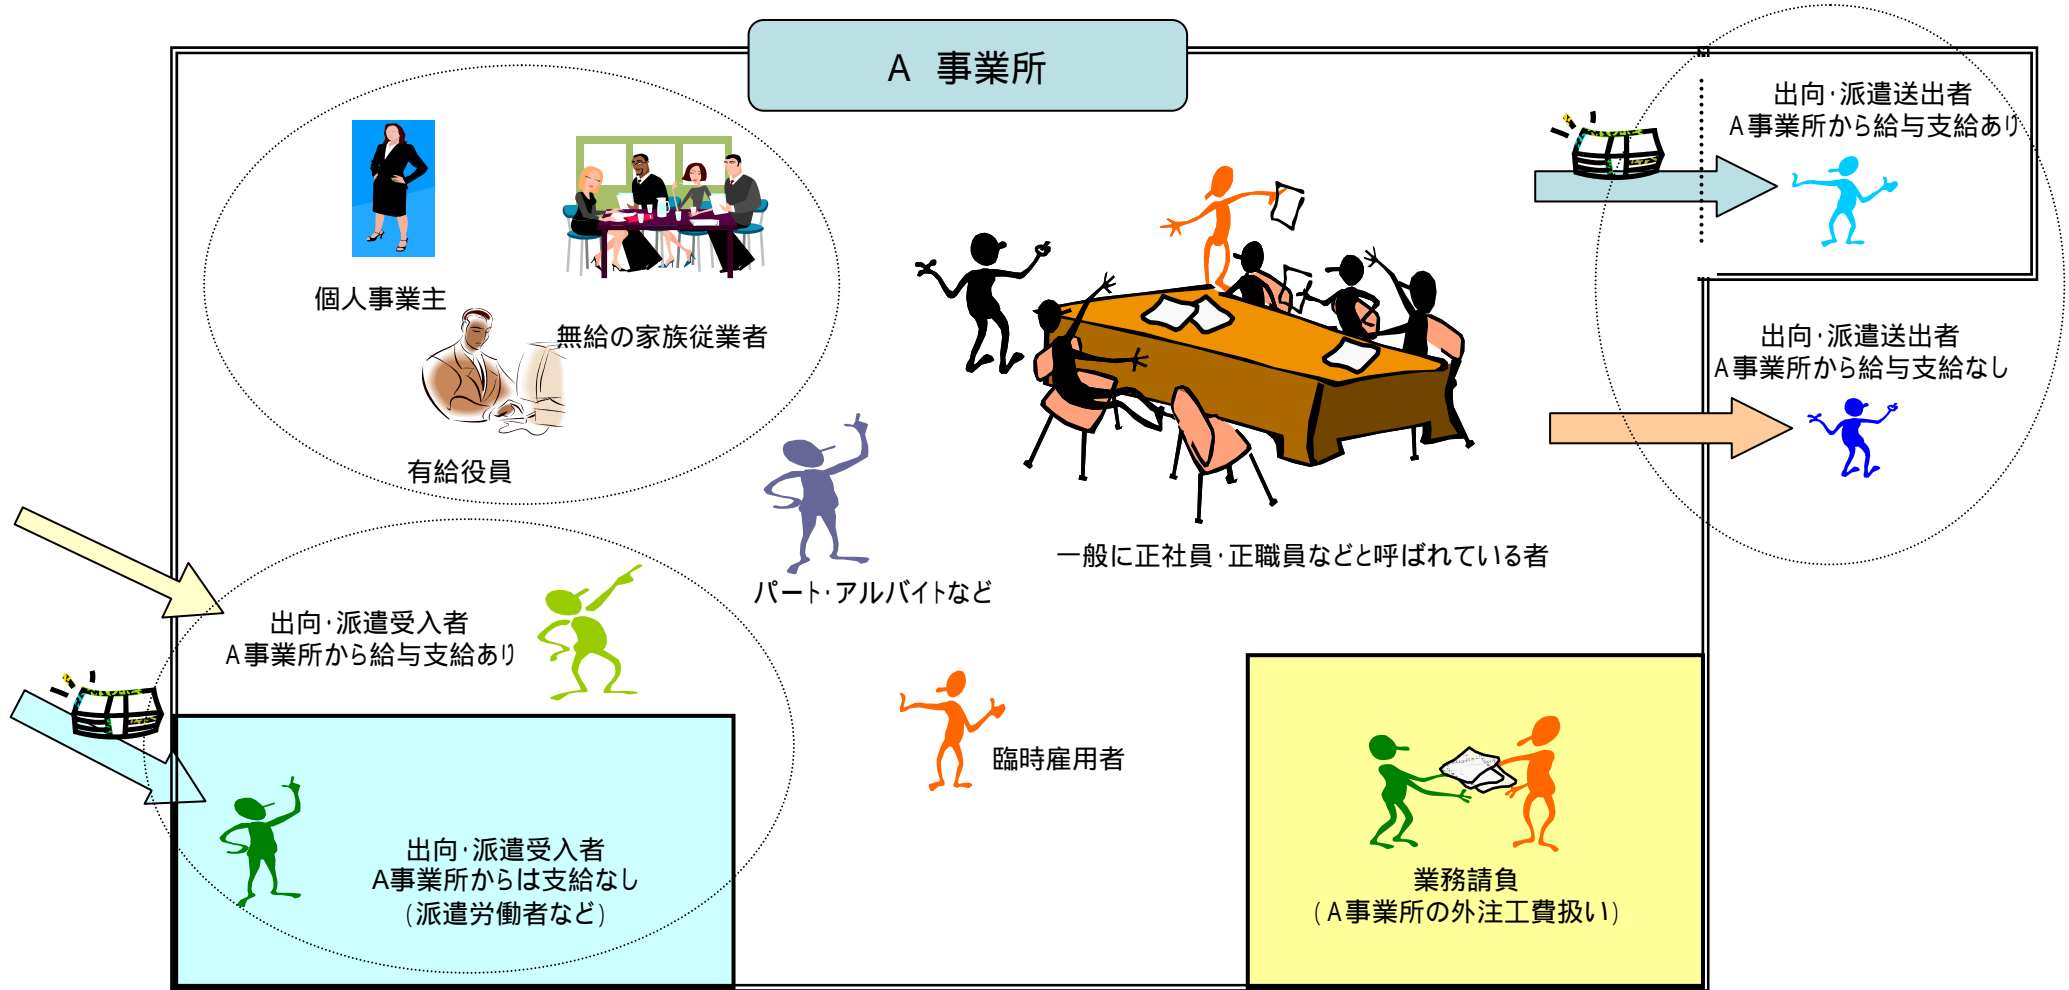 A 事業所
出向･派遣送出者
A事業所から給与支給あり
個人事業主
無給の家族従業者
有給役員
出向･派遣送出者
A事業所から給与支給なし
一般に正社員･正職員などと呼ばれている者
パート･アルバイトなど
出向･派遣受入者
A事業所から給与支給あり
臨時雇用者
出向･派遣受入者
A事業所からは支給なし
(派遣労働者など)
業務請負
(A事業所の外注工費扱い)